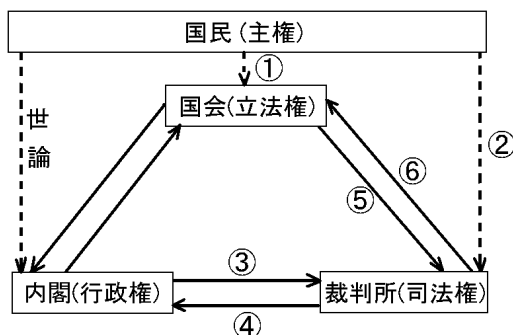 国民(主権)
①
国会(立法権)
世論
②
⑥
⑤
③
内閣(行政権)
裁判所(司法権)
④